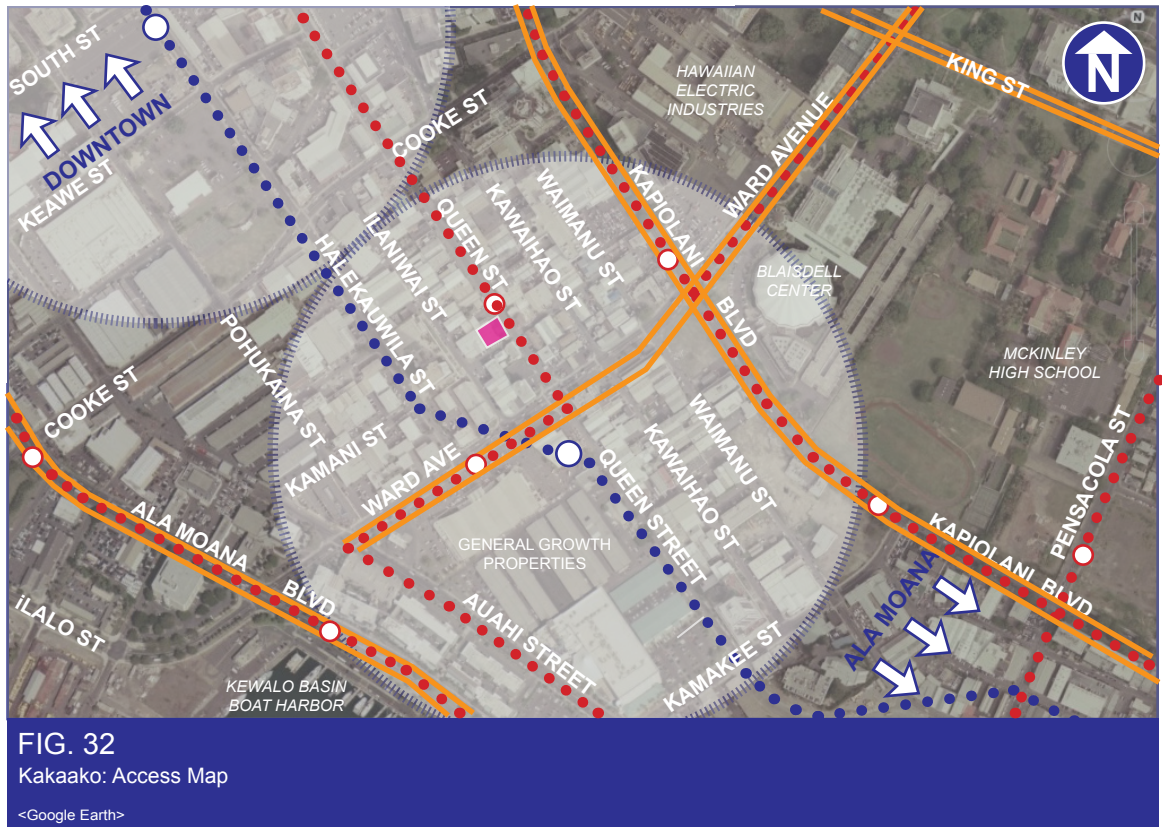 SOUTH ST
DOWNTOWN
KEAWE ST
COOKE ST
HAWAIIAN
ELECTRIC
INDUSTRIES
KING ST
N
N
WARD AVENUE
KAPIOLANI
BLVD
WAIMANU ST
KAWAIHAO ST
QUEEN ST
ILANIWAI ST
HALEKAUWILA ST
POHUKAINA ST
KAMANI ST
COOKE ST
BLAISDELL
CENTER
MCKINLEY
HIGH SCHOOL
PENSACOLA ST
WARD AVE
QUEEN STREET
KAWAIHAO ST
WAIMANU ST
GENERAL GROWTH
PROPERTIES
ALA MOANA
BLVD
AUAHI STREET
KAMAKEE ST
ALA MOANA
KAPIOLANI BLVD
iLALO ST
KEWALO BASIN
BOAT HARBOR
FIG. 32
Kakaako: Access Map
<Google Earth>